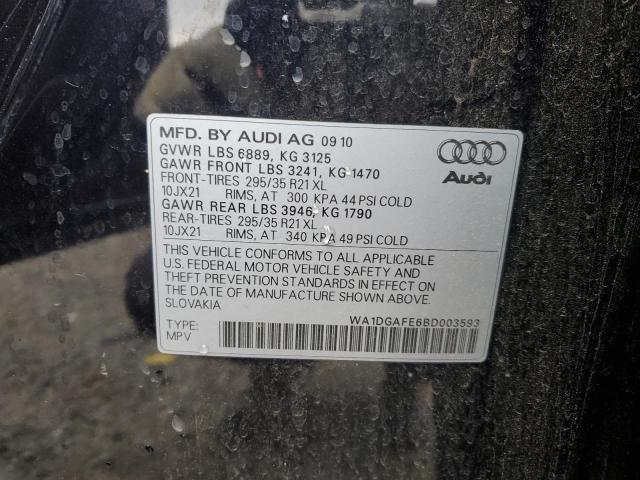 MFD. BY AUDI AG 09 10
GVWR LBS 6889, KG 3125
GAWR FRONT LBS 3241, KG 1470
FRONT-TIRES 295/35 R21 XL
10JX21 RIMS, AT 300 KPA 44 PSI COLD
GAWR REAR LBS 3946, KG 1790
REAR-TIRES 295/35 R21 XL
10JX21 RIMS, AT 340 KPA 49 PSI COLD
Audi
THIS VEHICLE CONFORMS TO ALL APPLICABLE
U.S. FEDERAL MOTOR VEHICLE SAFETY AND
THEFT PREVENTION STANDARDS IN EFFECT ON
THE DATE OF MANUFACTURE SHOWN ABOVE.
SLOVAKIA
WA1DGAFE6BD003593
TYPE:
MPV